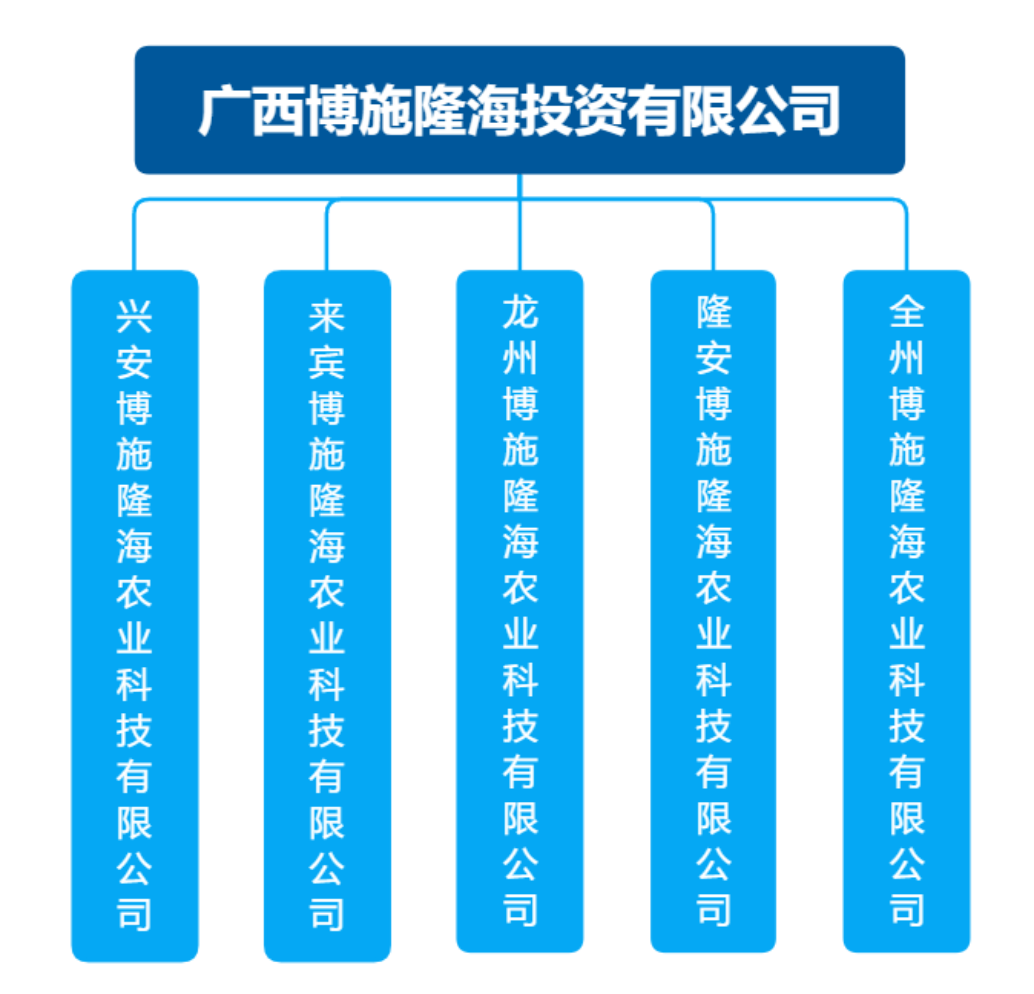 广西博施隆海投资有限公司
兴安博施隆海农业科技有限公司
来宾博施隆海农业科技有限公司
龙州博施隆海农业科技有限公司
隆安博施隆海农业科技有限公司
全州博施隆海农业科技有限公司